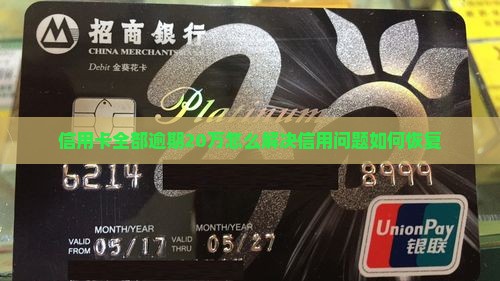 招商银行
CHINA MERCHANTS
Debit 金葵花卡
Platinum
信用卡全部逾期20万怎么解决信用问题如何恢复
6214 8999
MONTH/YEAR MONTH/YEAR
VALID FROM 05/17 VALID THRU 05/27
UnionPay
银联